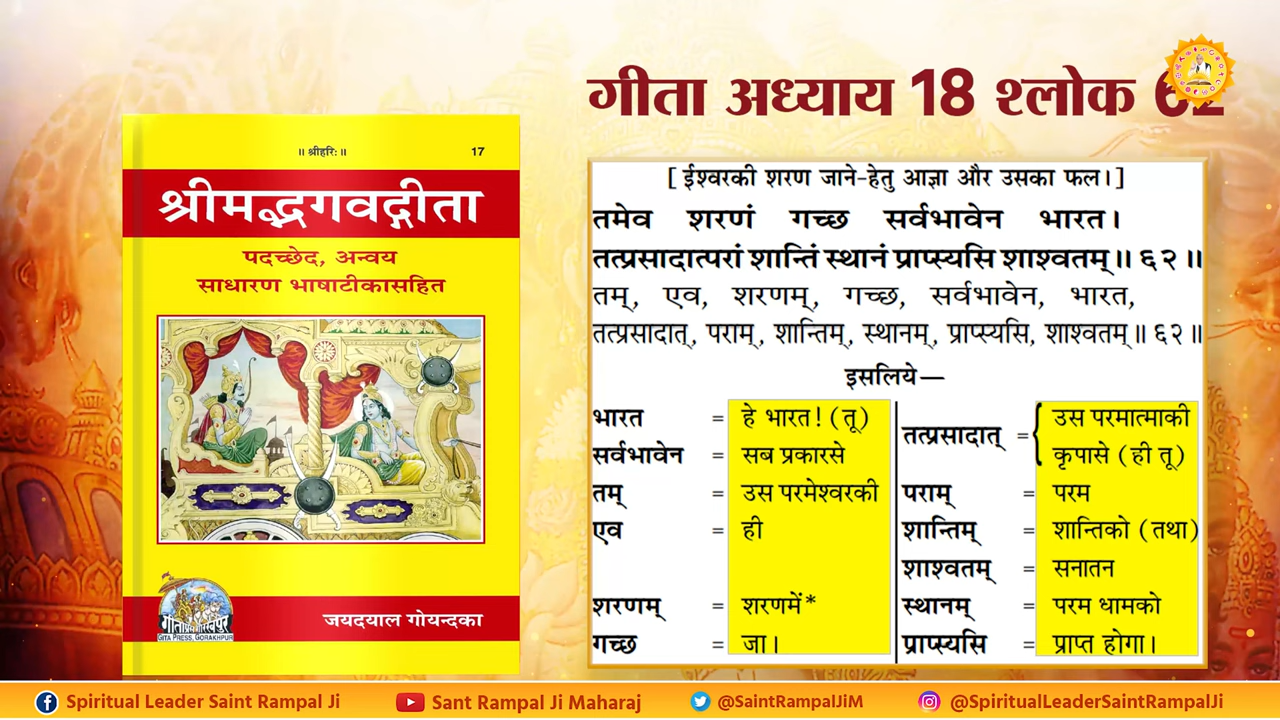 गीता अध्याय 18 श्लोक 62
॥ श्रीहरि: ॥ 17
श्रीमद्भगवद्गीता
पदच्छेद, अन्वय
साधारण भाषाटीकासहित
गीताप्रेस गोरखपुर
GITA PRESS, GORAKHPUR
जयदयाल गोयन्दका
[ ईश्वरकी शरण जाने-हेतु आज्ञा और उसका फल। ]
तमेव शरणं गच्छ सर्वभावेन भारत।
तत्प्रसादात्परां शान्तिं स्थानं प्राप्स्यसि शाश्वतम्॥ ६२॥
तम्, एव, शरणम्, गच्छ, सर्वभावेन, भारत,
तत्प्रसादात्, पराम्, शान्तिम्, स्थानम्, प्राप्स्यसि, शाश्वतम्॥ ६२॥
इसलिये—
भारत = हे भारत! (तू)
सर्वभावेन = सब प्रकारसे
तम् = उस परमेश्वरकी
एव = ही
शरणम् = शरणमें*
गच्छ = जा।
तत्प्रसादात् = { उस परमात्माकी
कृपासे (ही तू)
पराम् = परम
शान्तिम् = शान्तिको (तथा)
शाश्वतम् = सनातन
स्थानम् = परम धामको
प्राप्स्यसि = प्राप्त होगा।
Spiritual Leader Saint Rampal Ji
Sant Rampal Ji Maharaj
@SaintRampalJiM
@SpiritualLeaderSaintRampalJi